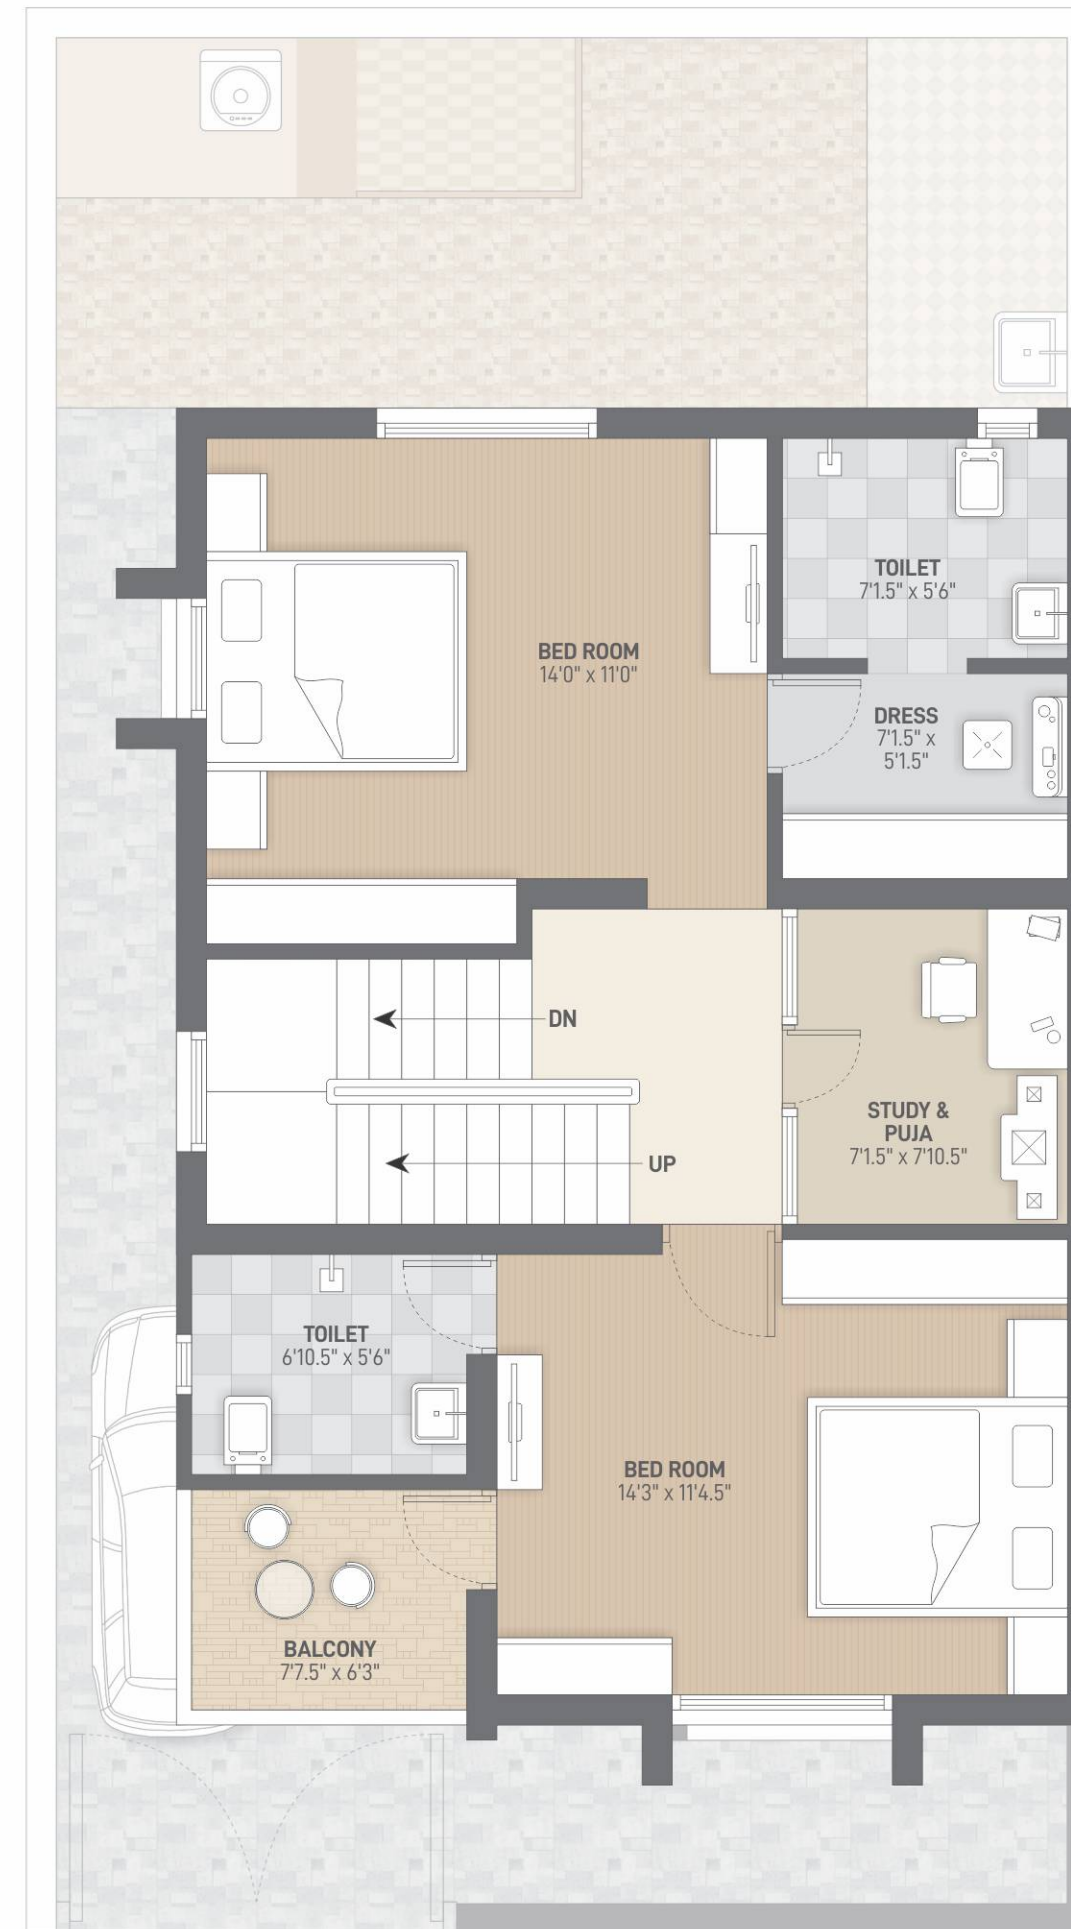 TOILET
7'1.5" x 5'6"
BED ROOM
14'0" x 11'0"
DRESS
7'1.5" x
5'1.5"
DN
STUDY &
PUJA
7'1.5" x 7'10.5"
UP
TOILET
6'10.5" x 5'6"
BED ROOM
14'3" x 11'4.5"
BALCONY
7'7.5" x 6'3"